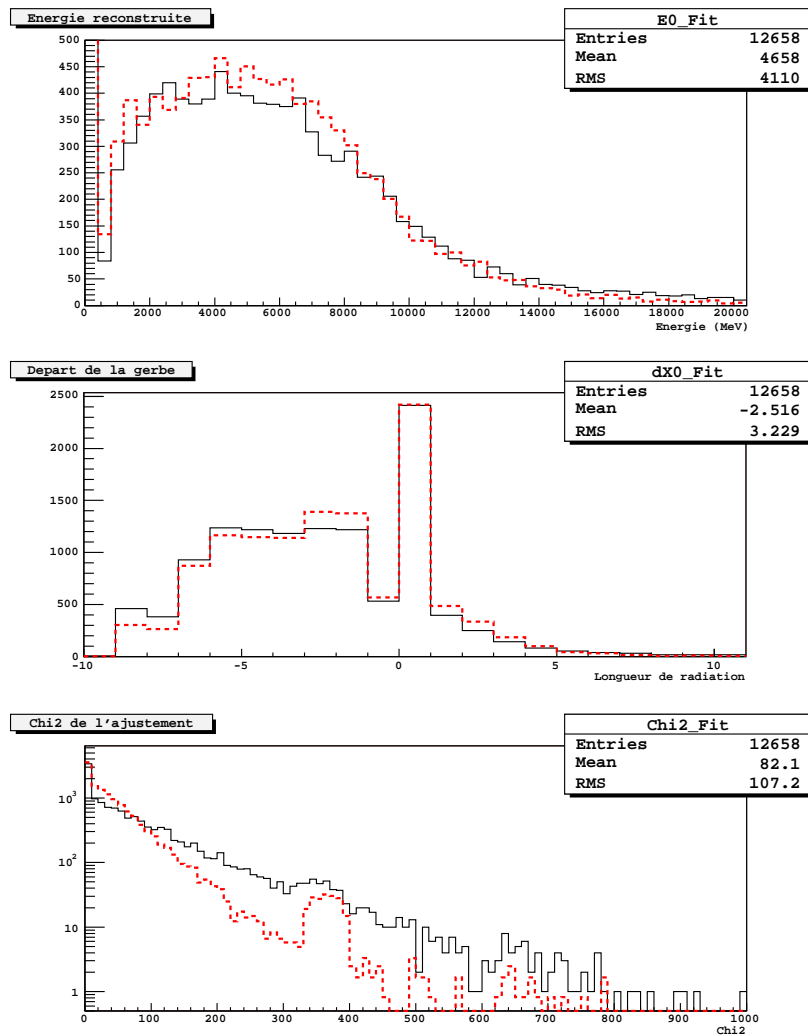 Energie reconstruite
E0_Fit
Entries 12658
Mean 4658
RMS 4110
500
450
400
350
300
250
200
150
100
50
0
0 2000 4000 6000 8000 10000 12000 14000 16000 18000 20000
Energie (MeV)
Depart de la gerbe
dX0_Fit
Entries 12658
Mean -2.516
RMS 3.229
2500
2000
1500
1000
500
0
-10 -5 0 5 10
Longueur de radiation
Chi2 de l'ajustement
Chi2_Fit
Entries 12658
Mean 82.1
RMS 107.2
10^3
10^2
10
1
0 100 200 300 400 500 600 700 800 900 1000
Chi2